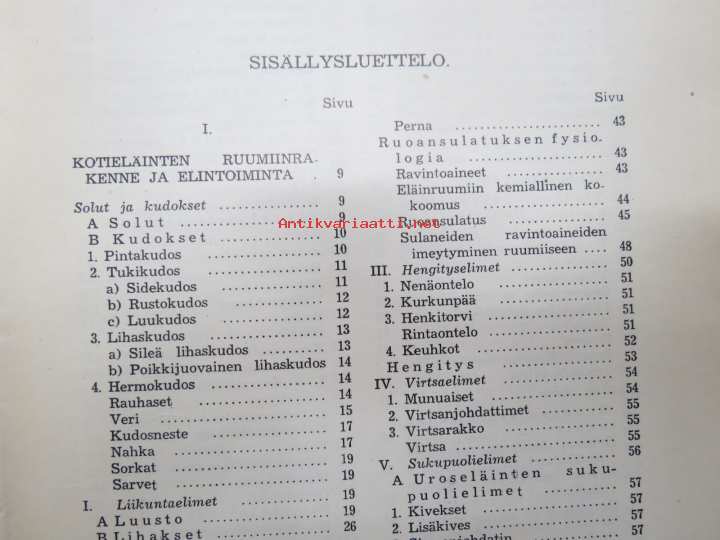 SISÄLLYSLUETTELO.
Sivu
I.
KOTIELÄINTEN RUUMIINRA-
KENNE JA ELINTOIMINTA . 9
Solut ja kudokset ................ 9
A Solut ................ 9
B Kudokset ................ 10
1. Pintakudos ................ 10
2. Tukikudos ................ 11
a) Sidekudos ................ 11
b) Rustokudos ................ 12
c) Luukudos ................ 12
3. Lihaskudos ................ 13
a) Sileä lihaskudos ................ 13
b) Poikkijuovainen lihaskudos 14
4. Hermokudos ................ 14
Rauhaset ................ 14
Veri ................ 15
Kudosneste ................ 17
Nahka ................ 17
Sorkat ................ 19
Sarvet ................ 19
I. Liikuntaelimet ................ 19
A Luusto ................ 19
B Lihakset ................ 26
Sivu
Perna ................ 43
Ruoansulatuksen fysio-
logia ................ 43
Ravintoaineet ................ 43
Eläinruumiin kemiallinen ko-
koomus ................ 44
Ruoansulatus ................ 45
Sulaneiden ravintoaineiden
imeytyminen ruumiiseen .. 48
III. Hengityselimet ................ 50
1. Nenäontelo ................ 51
2. Kurkunpää ................ 51
3. Henkitorvi ................ 51
Rintaontelo ................ 51
4. Keuhkot ................ 52
Hengitys ................ 53
IV. Virtsaelimet ................ 54
1. Munuaiset ................ 54
2. Virtsanjohdattimet ................ 55
3. Virtsarakko ................ 55
Virtsa ................ 55
V. Sukupuolielimet ................ 56
A Uroseläinten suku-
puolielimet ................ 57
1. Kivekset ................ 57
2. Lisäkives ................ 57
Antikvariaatti.net